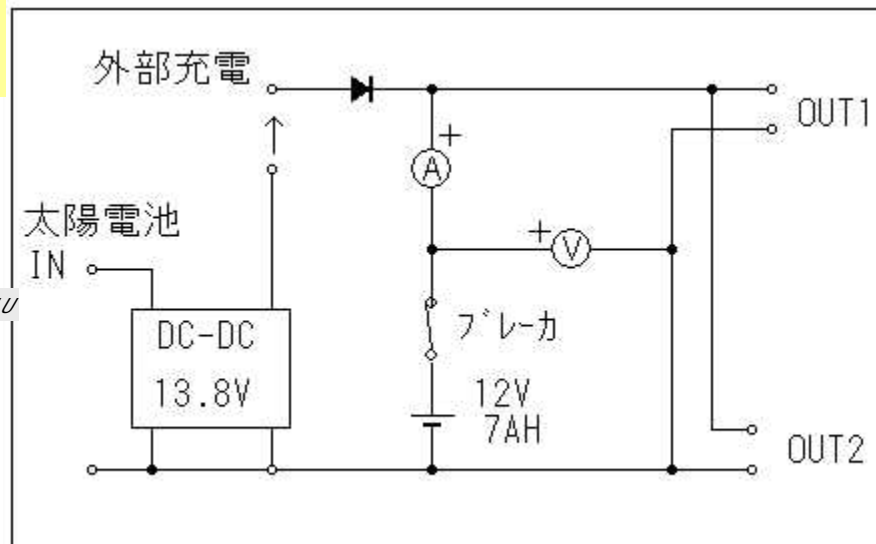 外部充電
OUT1
+
A
太陽電池
+
V
IN
ブレーカ
DC-DC
13.8V
12V
7AH
OUT2